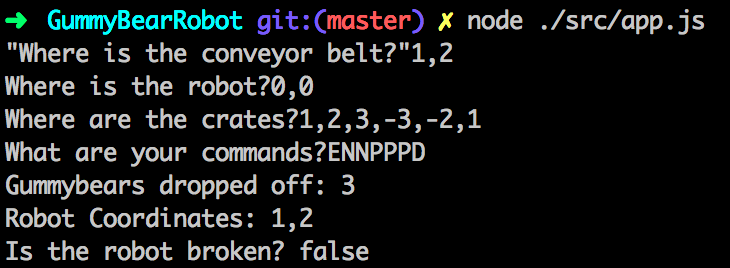 ➜ GummyBearRobot git:(master) ✗ node ./src/app.js
"Where is the conveyor belt?"1,2
Where is the robot?0,0
Where are the crates?1,2,3,-3,-2,1
What are your commands?ENNPPPD
Gummybears dropped off: 3
Robot Coordinates: 1,2
Is the robot broken? false